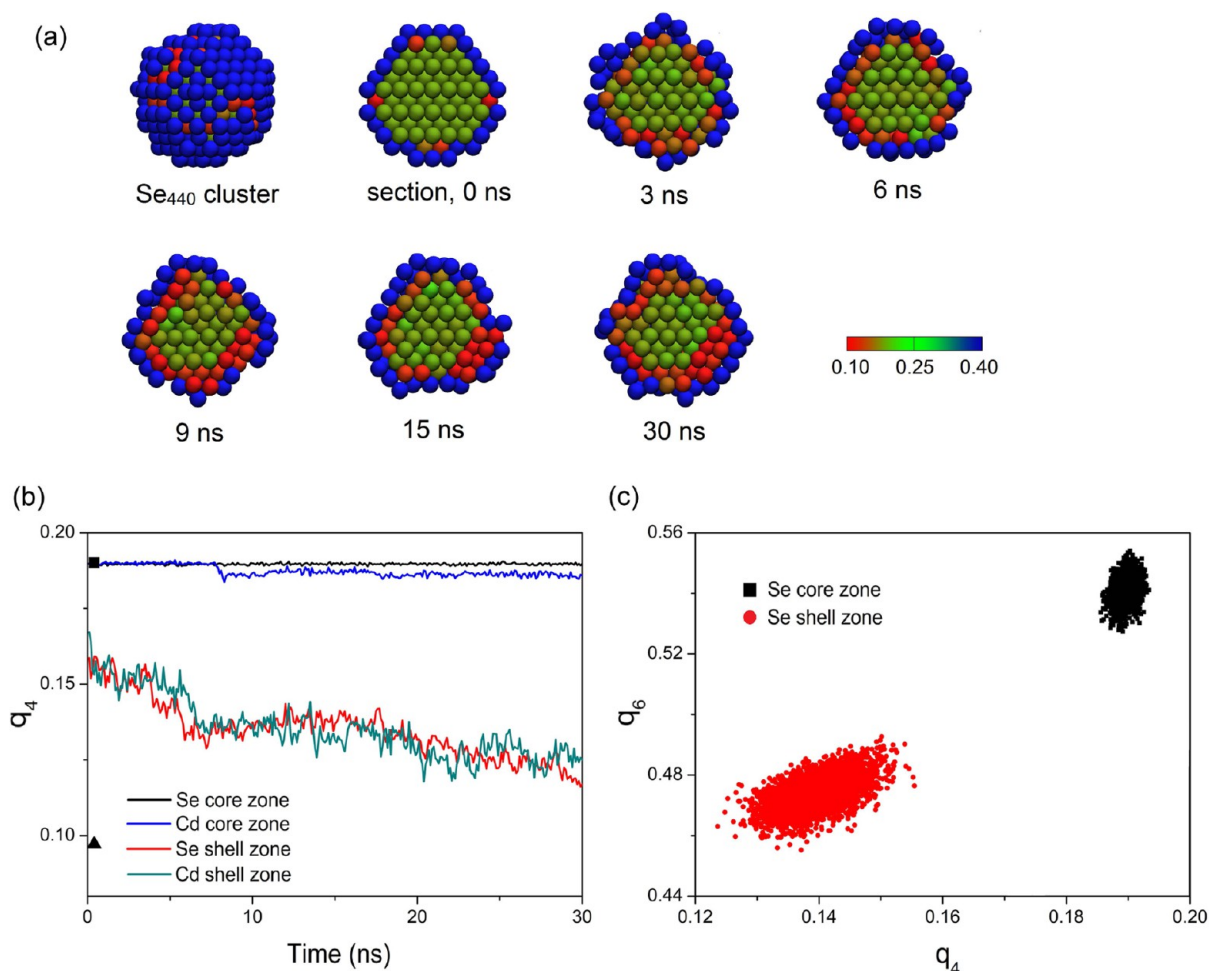 (a)
Se440 cluster
section, 0 ns
3 ns
6 ns
9 ns
15 ns
30 ns
0.10 0.25 0.40
(b)
0.20
0.15
0.10
q4
Se core zone
Cd core zone
Se shell zone
Cd shell zone
0 10 20 30
Time (ns)
(c)
0.56
0.52
0.48
0.44
q6
Se core zone
Se shell zone
0.12 0.14 0.16 0.18 0.20
q4